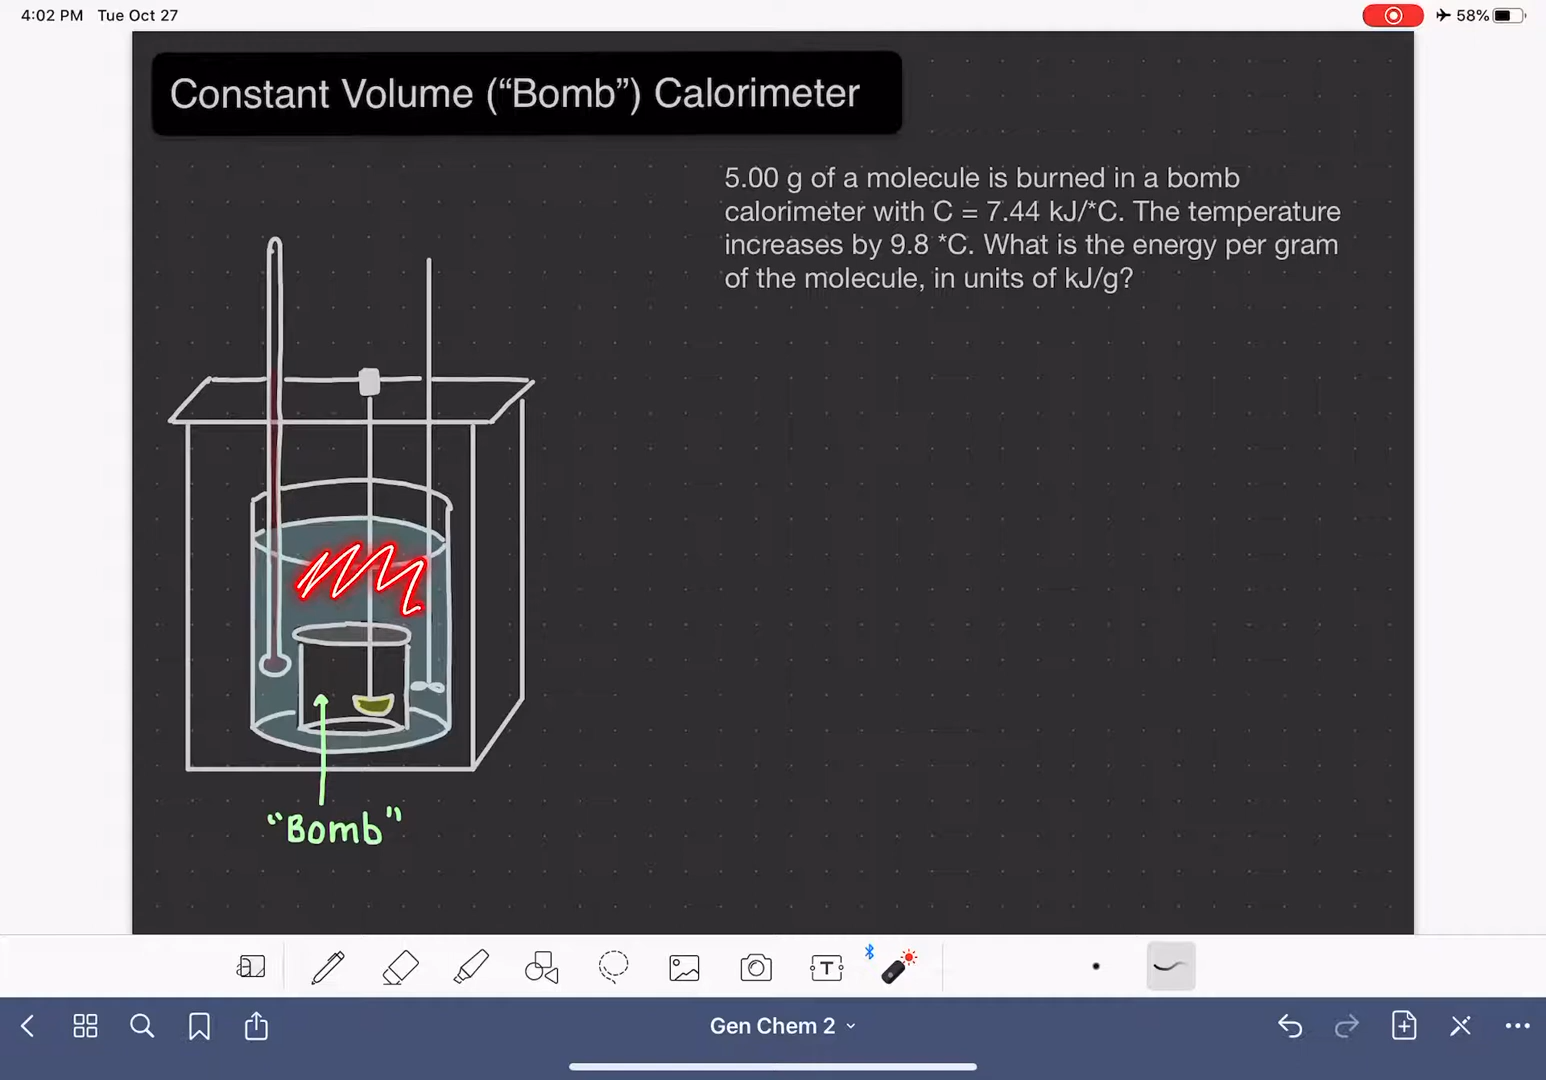 4:02 PM Tue Oct 27
58%
Constant Volume (“Bomb”) Calorimeter
5.00 g of a molecule is burned in a bomb
calorimeter with C = 7.44 kJ/*C. The temperature
increases by 9.8 *C. What is the energy per gram
of the molecule, in units of kJ/g?
“Bomb”
T
Gen Chem 2